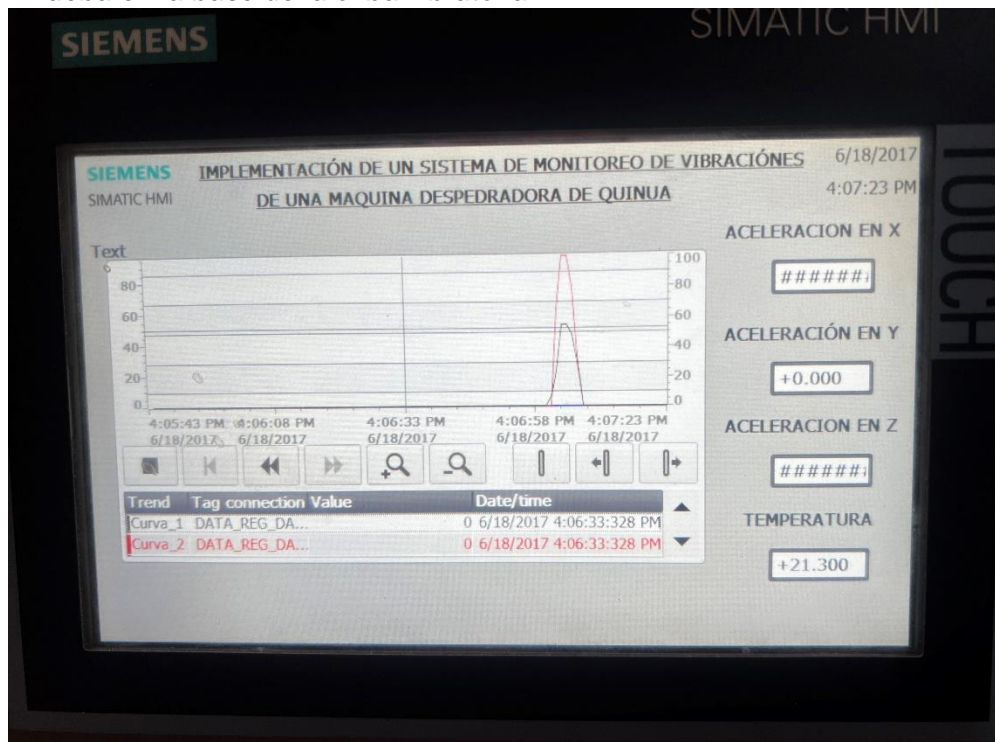 SIEMENS
SIMATIC HMI
TOUCH
SIEMENS
SIMATIC HMI
IMPLEMENTACIÓN DE UN SISTEMA DE MONITOREO DE VIBRACIÓNES
DE UNA MAQUINA DESPEDRADORA DE QUINUA
6/18/2017
4:07:23 PM
Text
100
80 80
60 60
40 40
20 20
0 0
4:05:43 PM 4:06:08 PM 4:06:33 PM 4:06:58 PM 4:07:23 PM
6/18/2017 6/18/2017 6/18/2017 6/18/2017 6/18/2017
Trend Tag connection Value Date/time
Curva_1 DATA_REG_DA... 0 6/18/2017 4:06:33:328 PM
Curva_2 DATA_REG_DA... 0 6/18/2017 4:06:33:328 PM
ACELERACION EN X
######
ACELERACIÓN EN Y
+0.000
ACELERACION EN Z
######
TEMPERATURA
+21.300